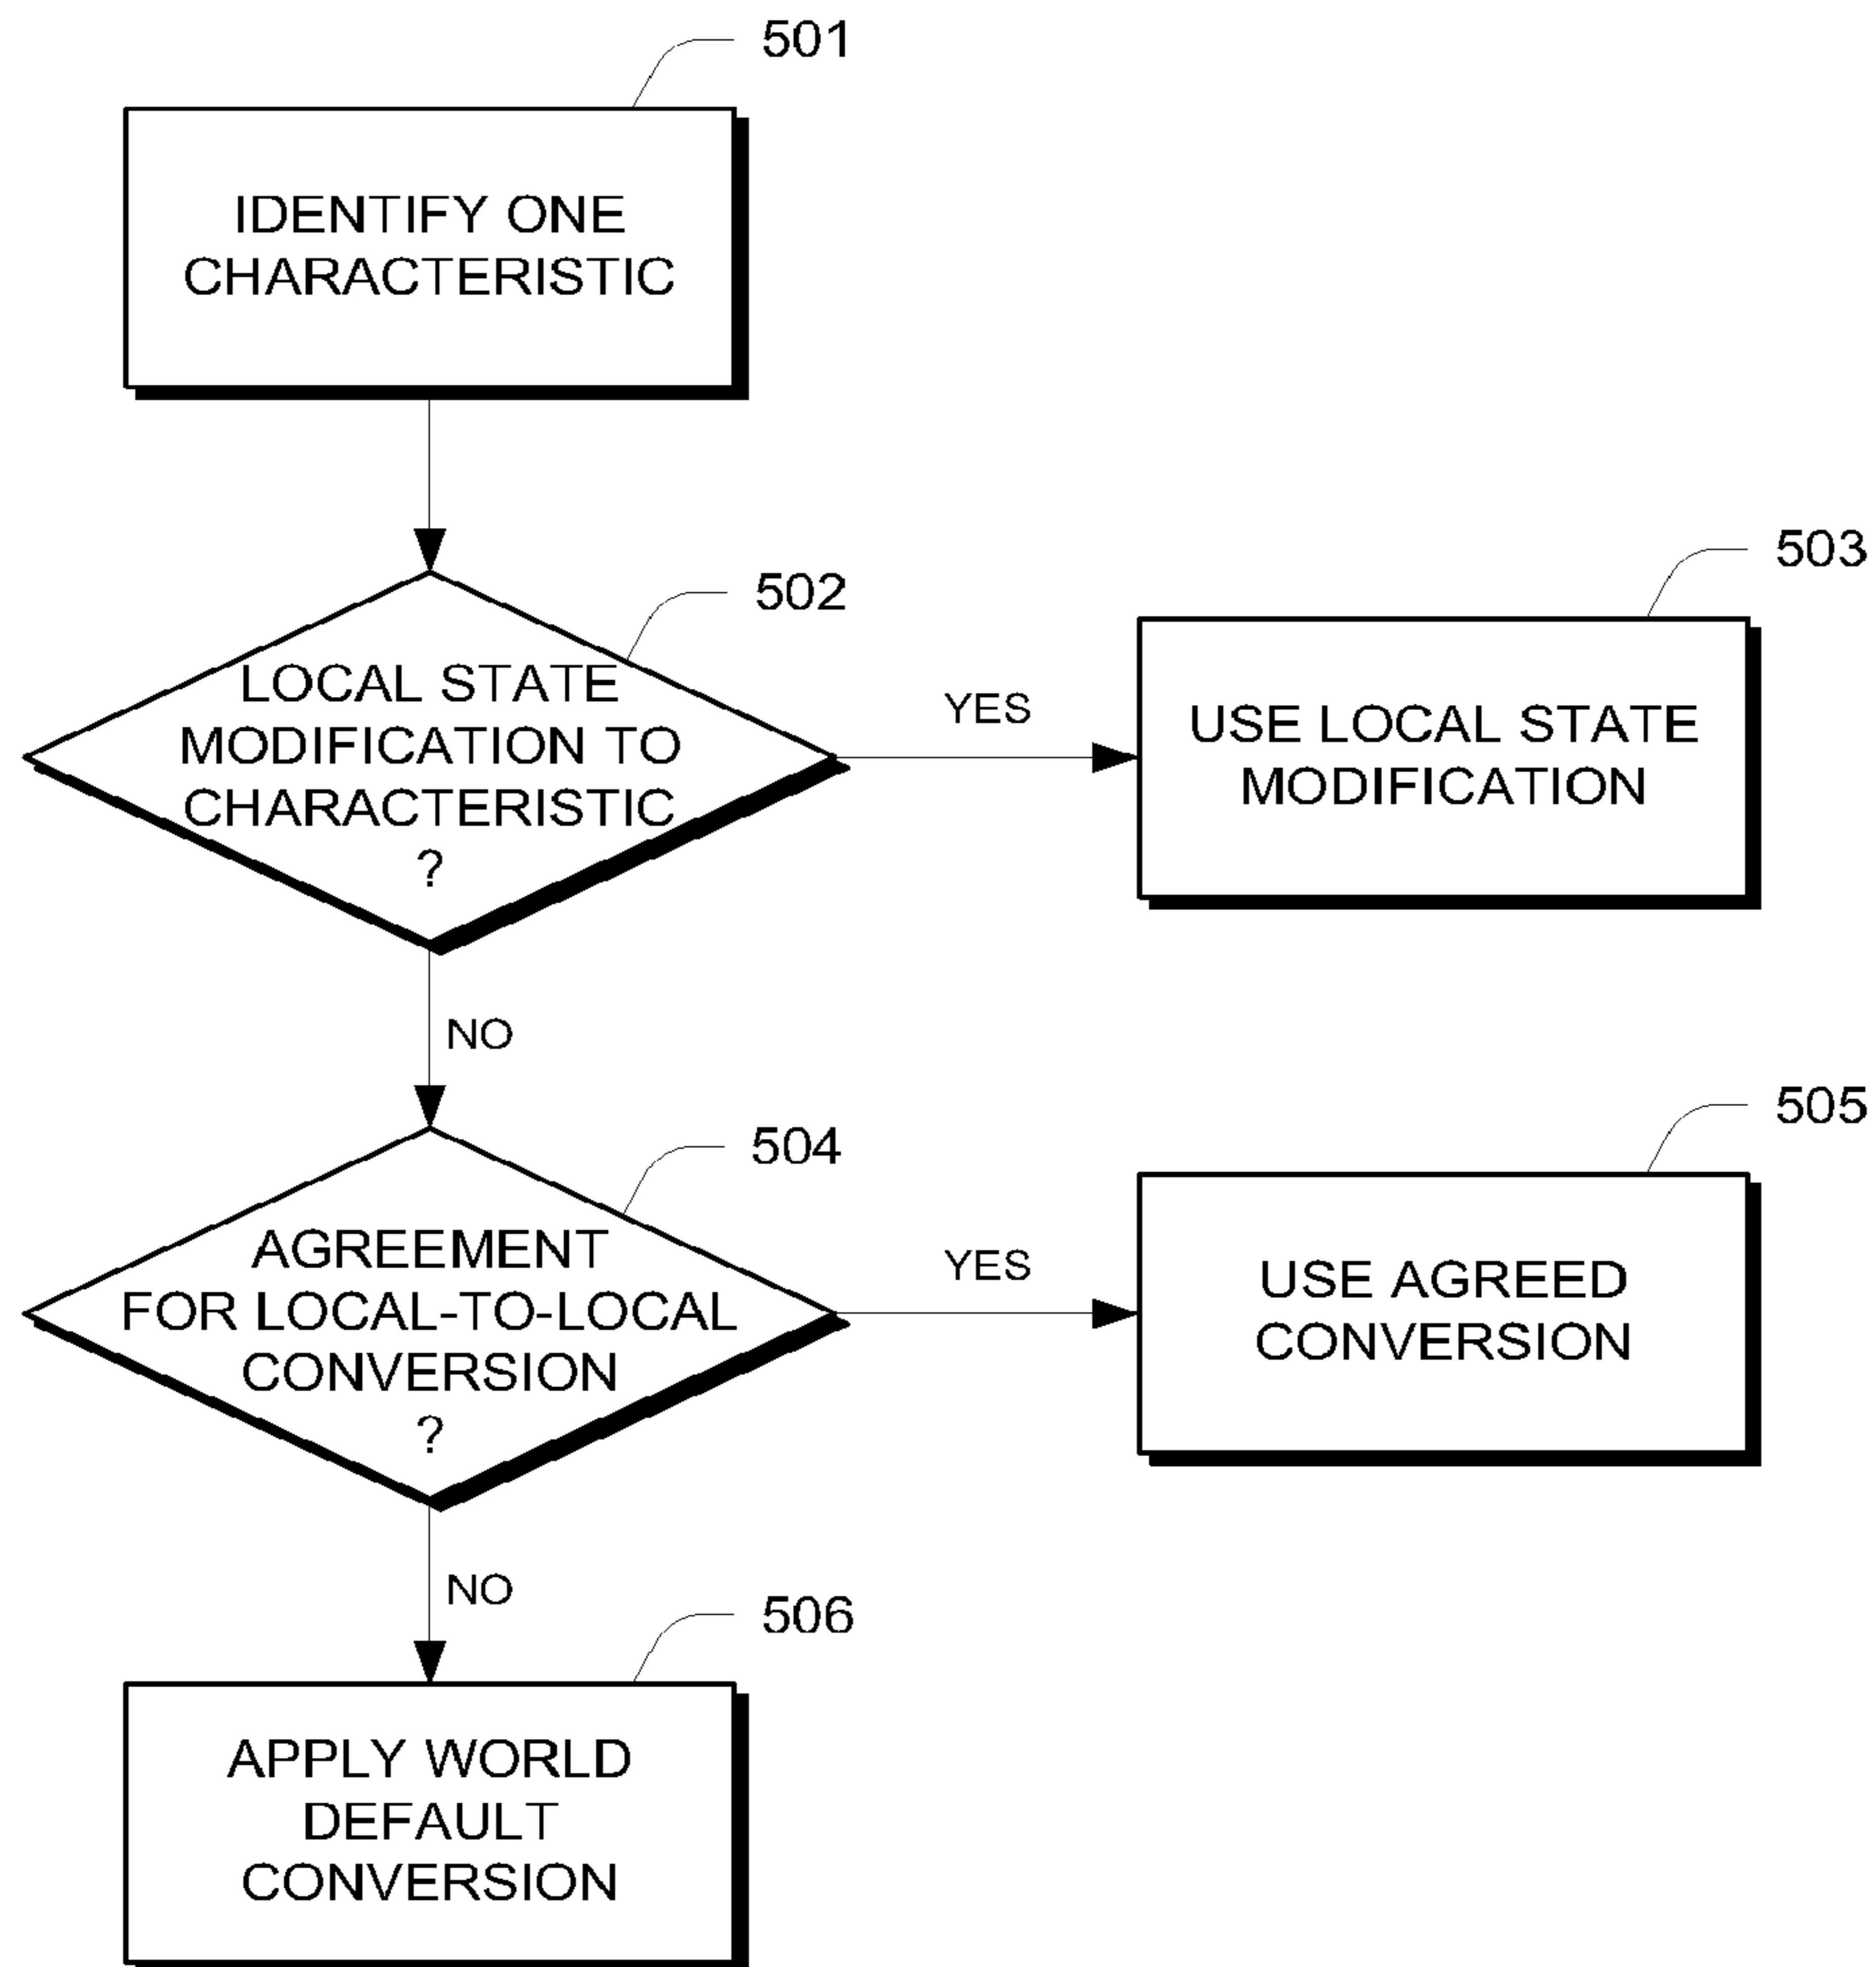 501
IDENTIFY ONE
CHARACTERISTIC
502
LOCAL STATE
MODIFICATION TO
CHARACTERISTIC
?
YES
503
USE LOCAL STATE
MODIFICATION
NO
504
AGREEMENT
FOR LOCAL-TO-LOCAL
CONVERSION
?
YES
505
USE AGREED
CONVERSION
NO
506
APPLY WORLD
DEFAULT
CONVERSION